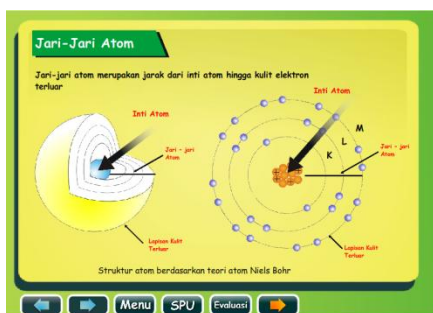 Jari-Jari Atom
Jari-jari atom merupakan jarak dari inti atom hingga kulit elektron
terluar
Inti Atom
Jari - jari
Atom
Lapisan Kulit
Terluar
Inti Atom
M
L
K
Jari - jari
Atom
Lapisan Kulit
Terluar
Struktur atom berdasarkan teori atom Niels Bohr
Menu
SPU
Evaluasi